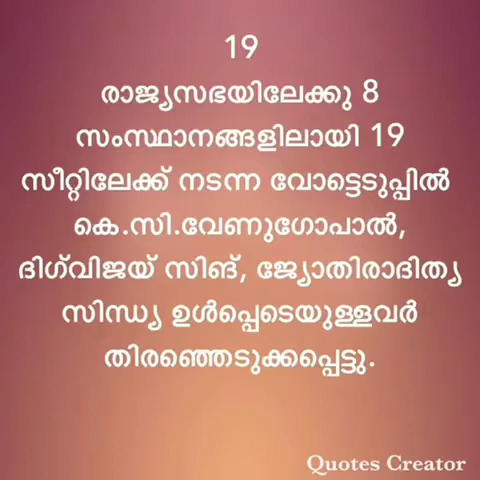 19
രാജ്യസഭയിലേക്കു 8
സംസ്ഥാനങ്ങളിലായി 19
സീറ്റിലേക്ക് നടന്ന വോട്ടെടുപ്പിൽ
കെ.സി.വേണുഗോപാൽ,
ദിഗ്‌വിജയ് സിങ്, ജ്യോതിരാദിത്യ
സിന്ധ്യ ഉൾപ്പെടെയുള്ളവർ
തിരഞ്ഞെടുക്കപ്പെട്ടു.
Quotes Creator